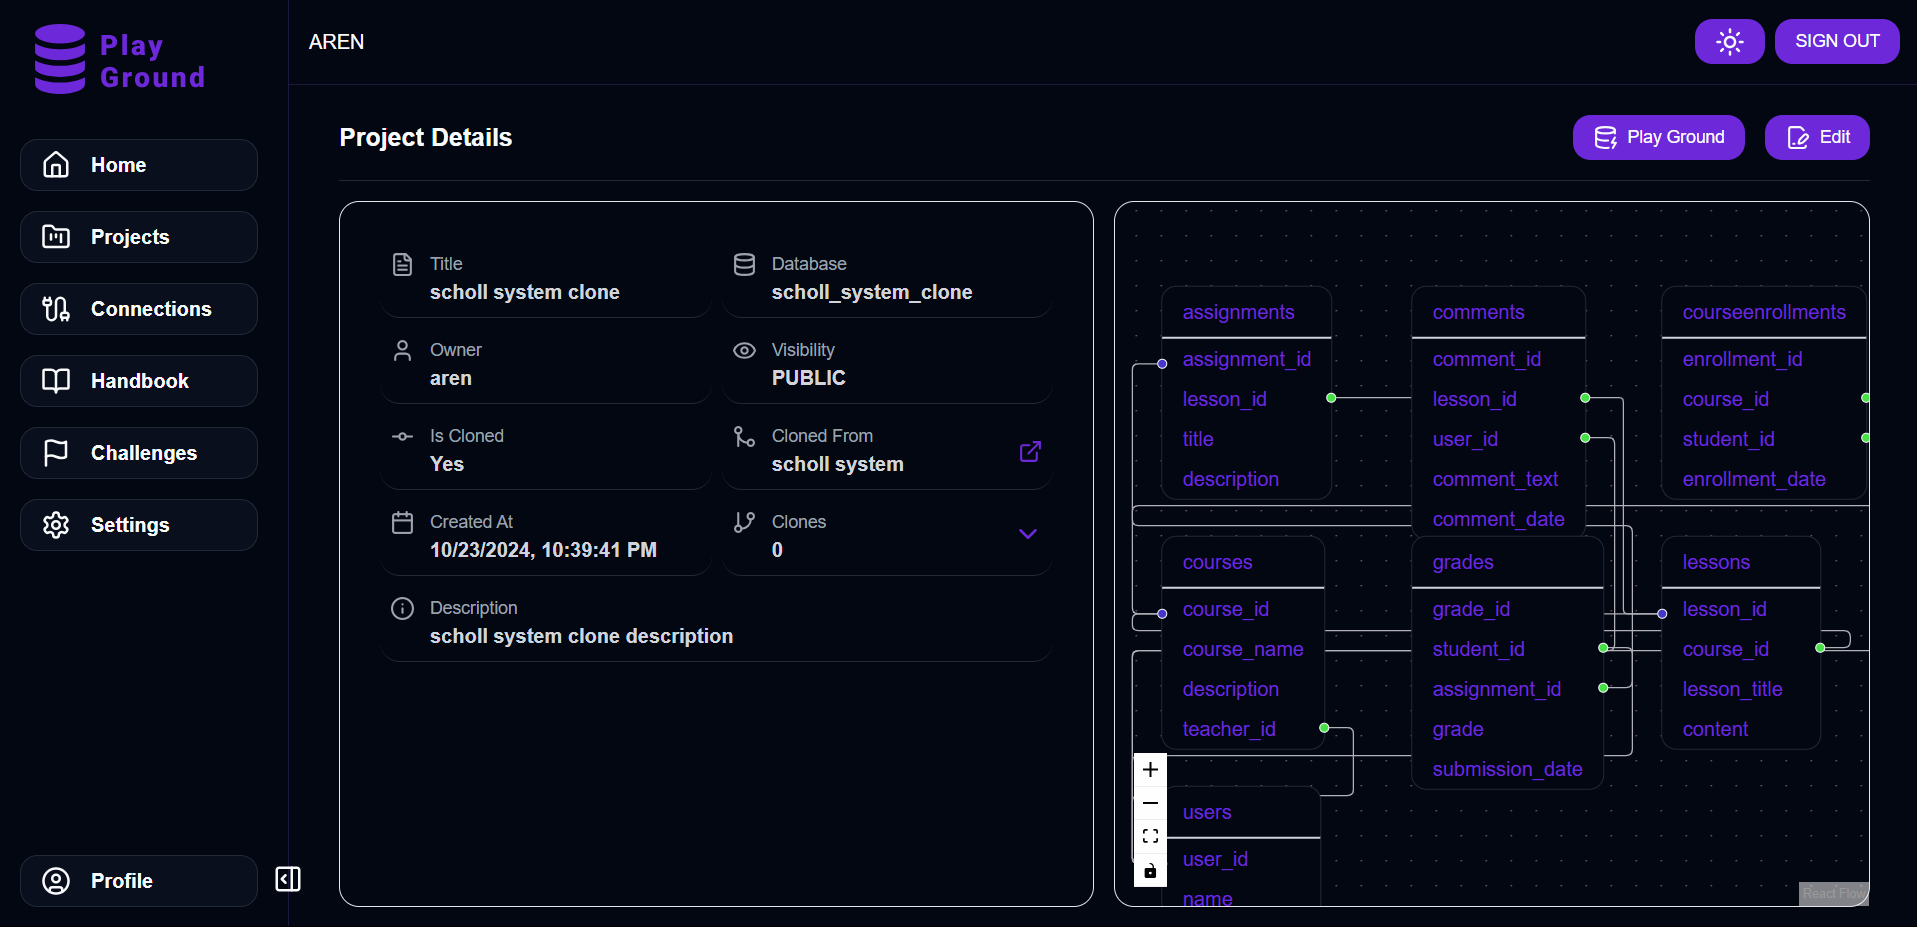 Play
Ground
AREN
SIGN OUT
Home
Projects
Connections
Handbook
Challenges
Settings
Profile
Project Details
Play Ground
Edit
Title
scholl system clone
Database
scholl_system_clone
Owner
aren
Visibility
PUBLIC
Is Cloned
Yes
Cloned From
scholl system
Created At
10/23/2024, 10:39:41 PM
Clones
0
Description
scholl system clone description
assignments
assignment_id
lesson_id
title
description
comments
comment_id
lesson_id
user_id
comment_text
comment_date
courseenrollments
enrollment_id
course_id
student_id
enrollment_date
courses
course_id
course_name
description
teacher_id
grades
grade_id
student_id
assignment_id
grade
submission_date
lessons
lesson_id
course_id
lesson_title
content
users
user_id
name
React Flow